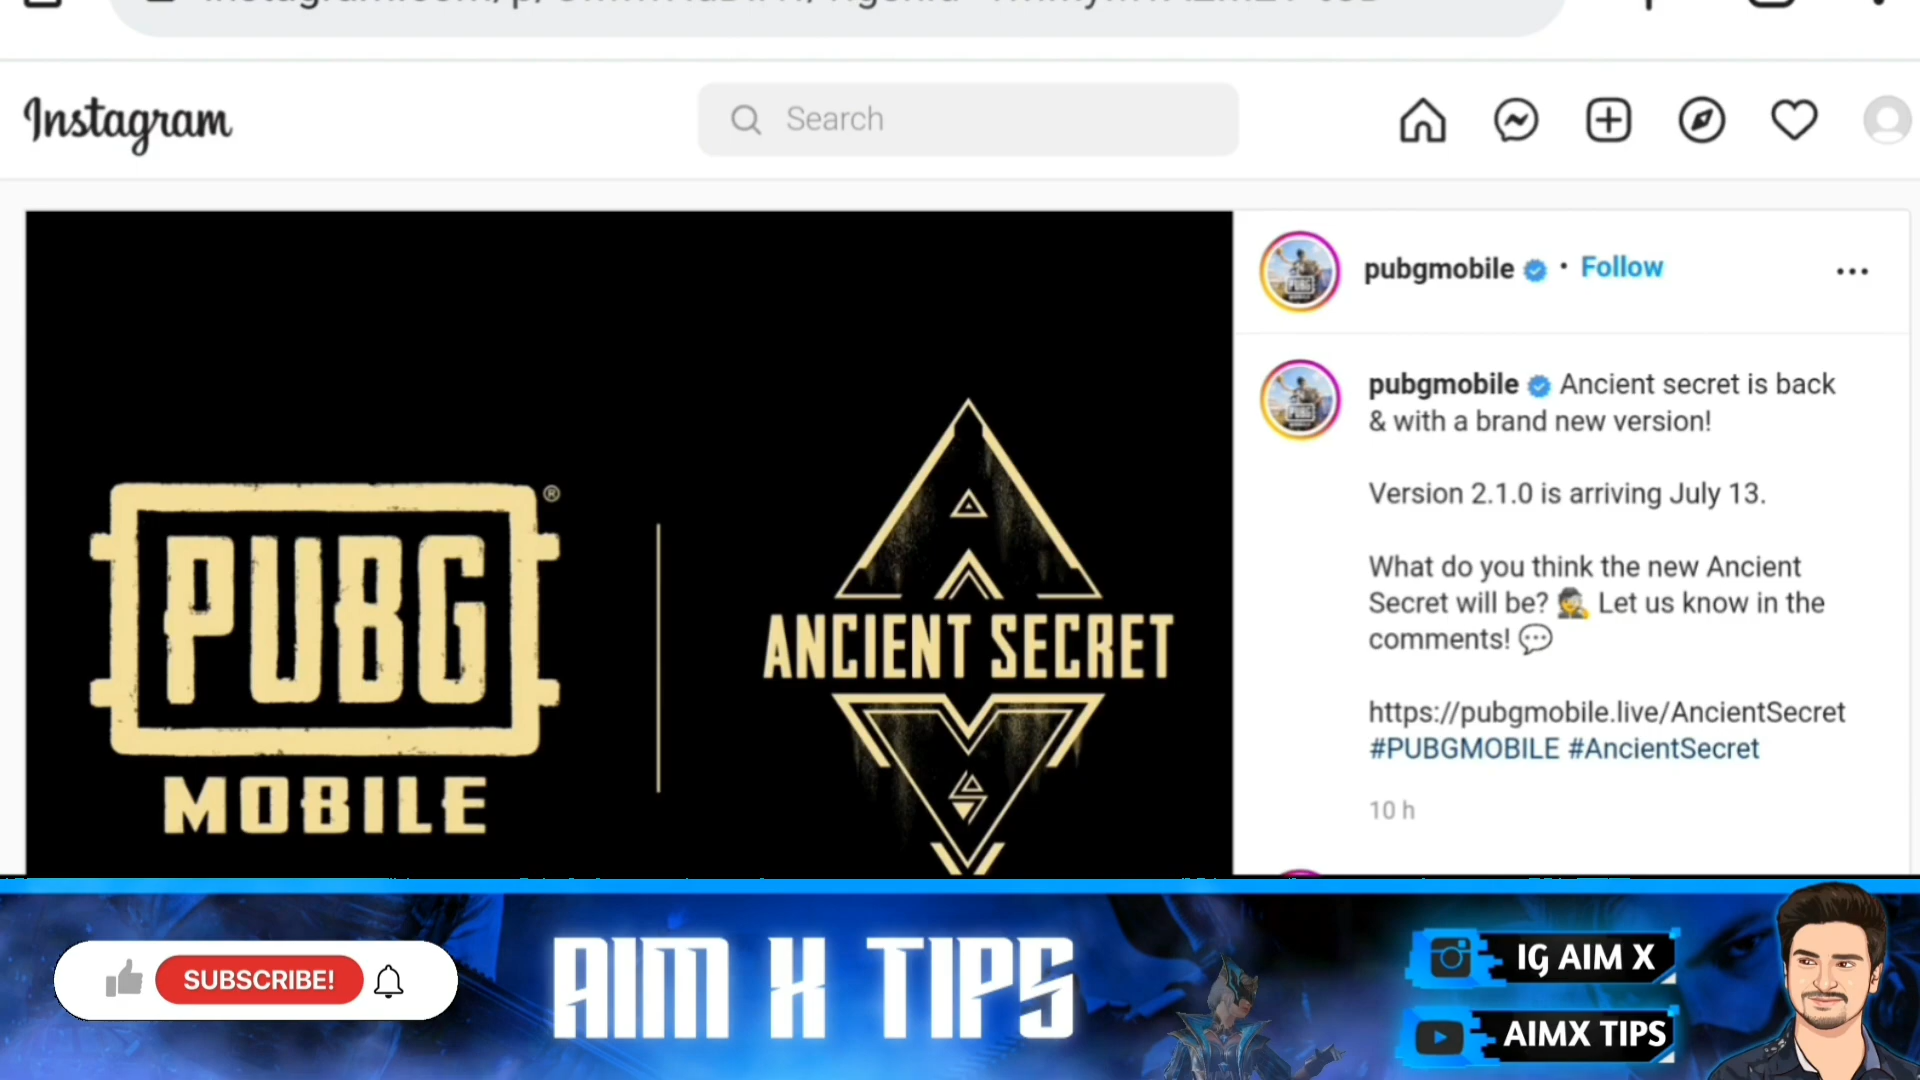 Instagram
Search
pubgmobile • Follow
pubgmobile Ancient secret is back
& with a brand new version!
Version 2.1.0 is arriving July 13.
What do you think the new Ancient
Secret will be? 🕵️ Let us know in the
comments! 💬
https://pubgmobile.live/AncientSecret
#PUBGMOBILE #AncientSecret
10 h
PUBG®
MOBILE
ANCIENT SECRET
SUBSCRIBE!
AIM X TIPS
IG AIM X
AIMX TIPS